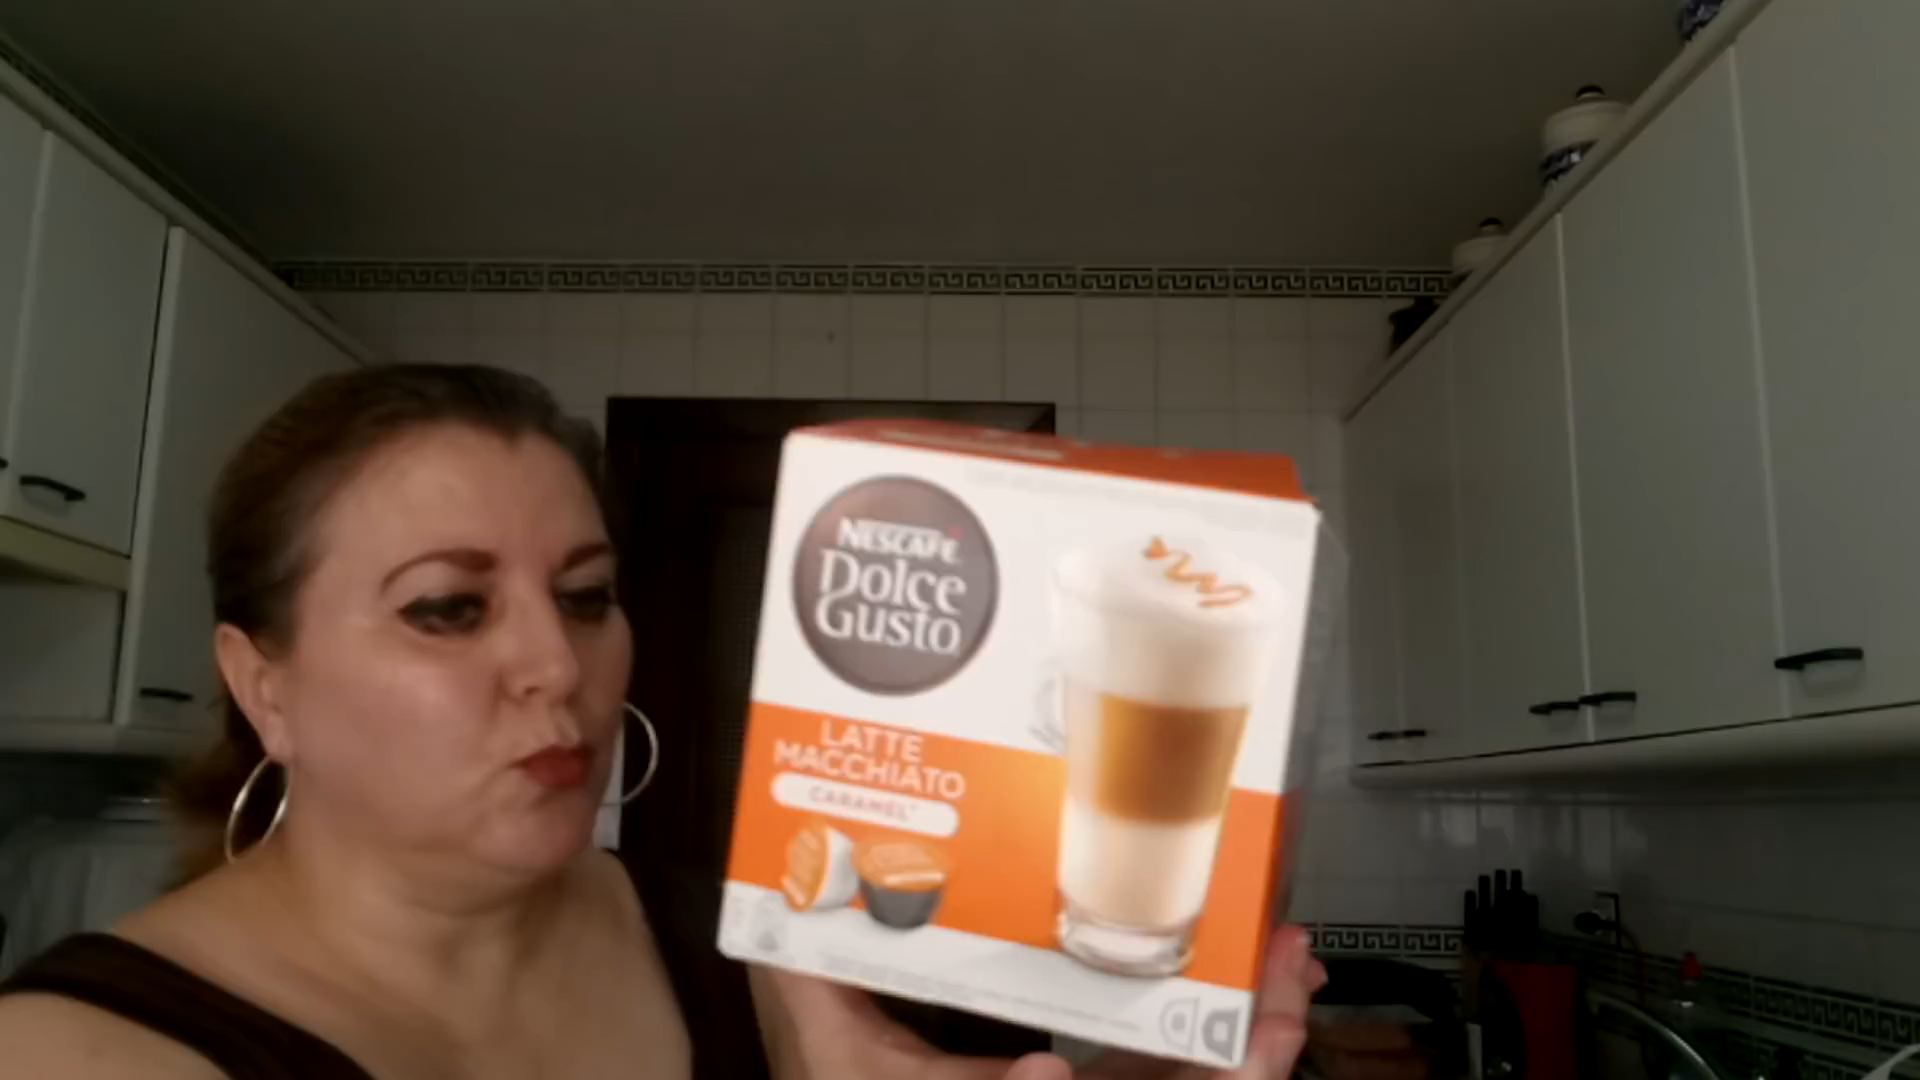 NESCAFÉ
Dolce
Gusto
LATTE
MACCHIATO
CARAMEL*